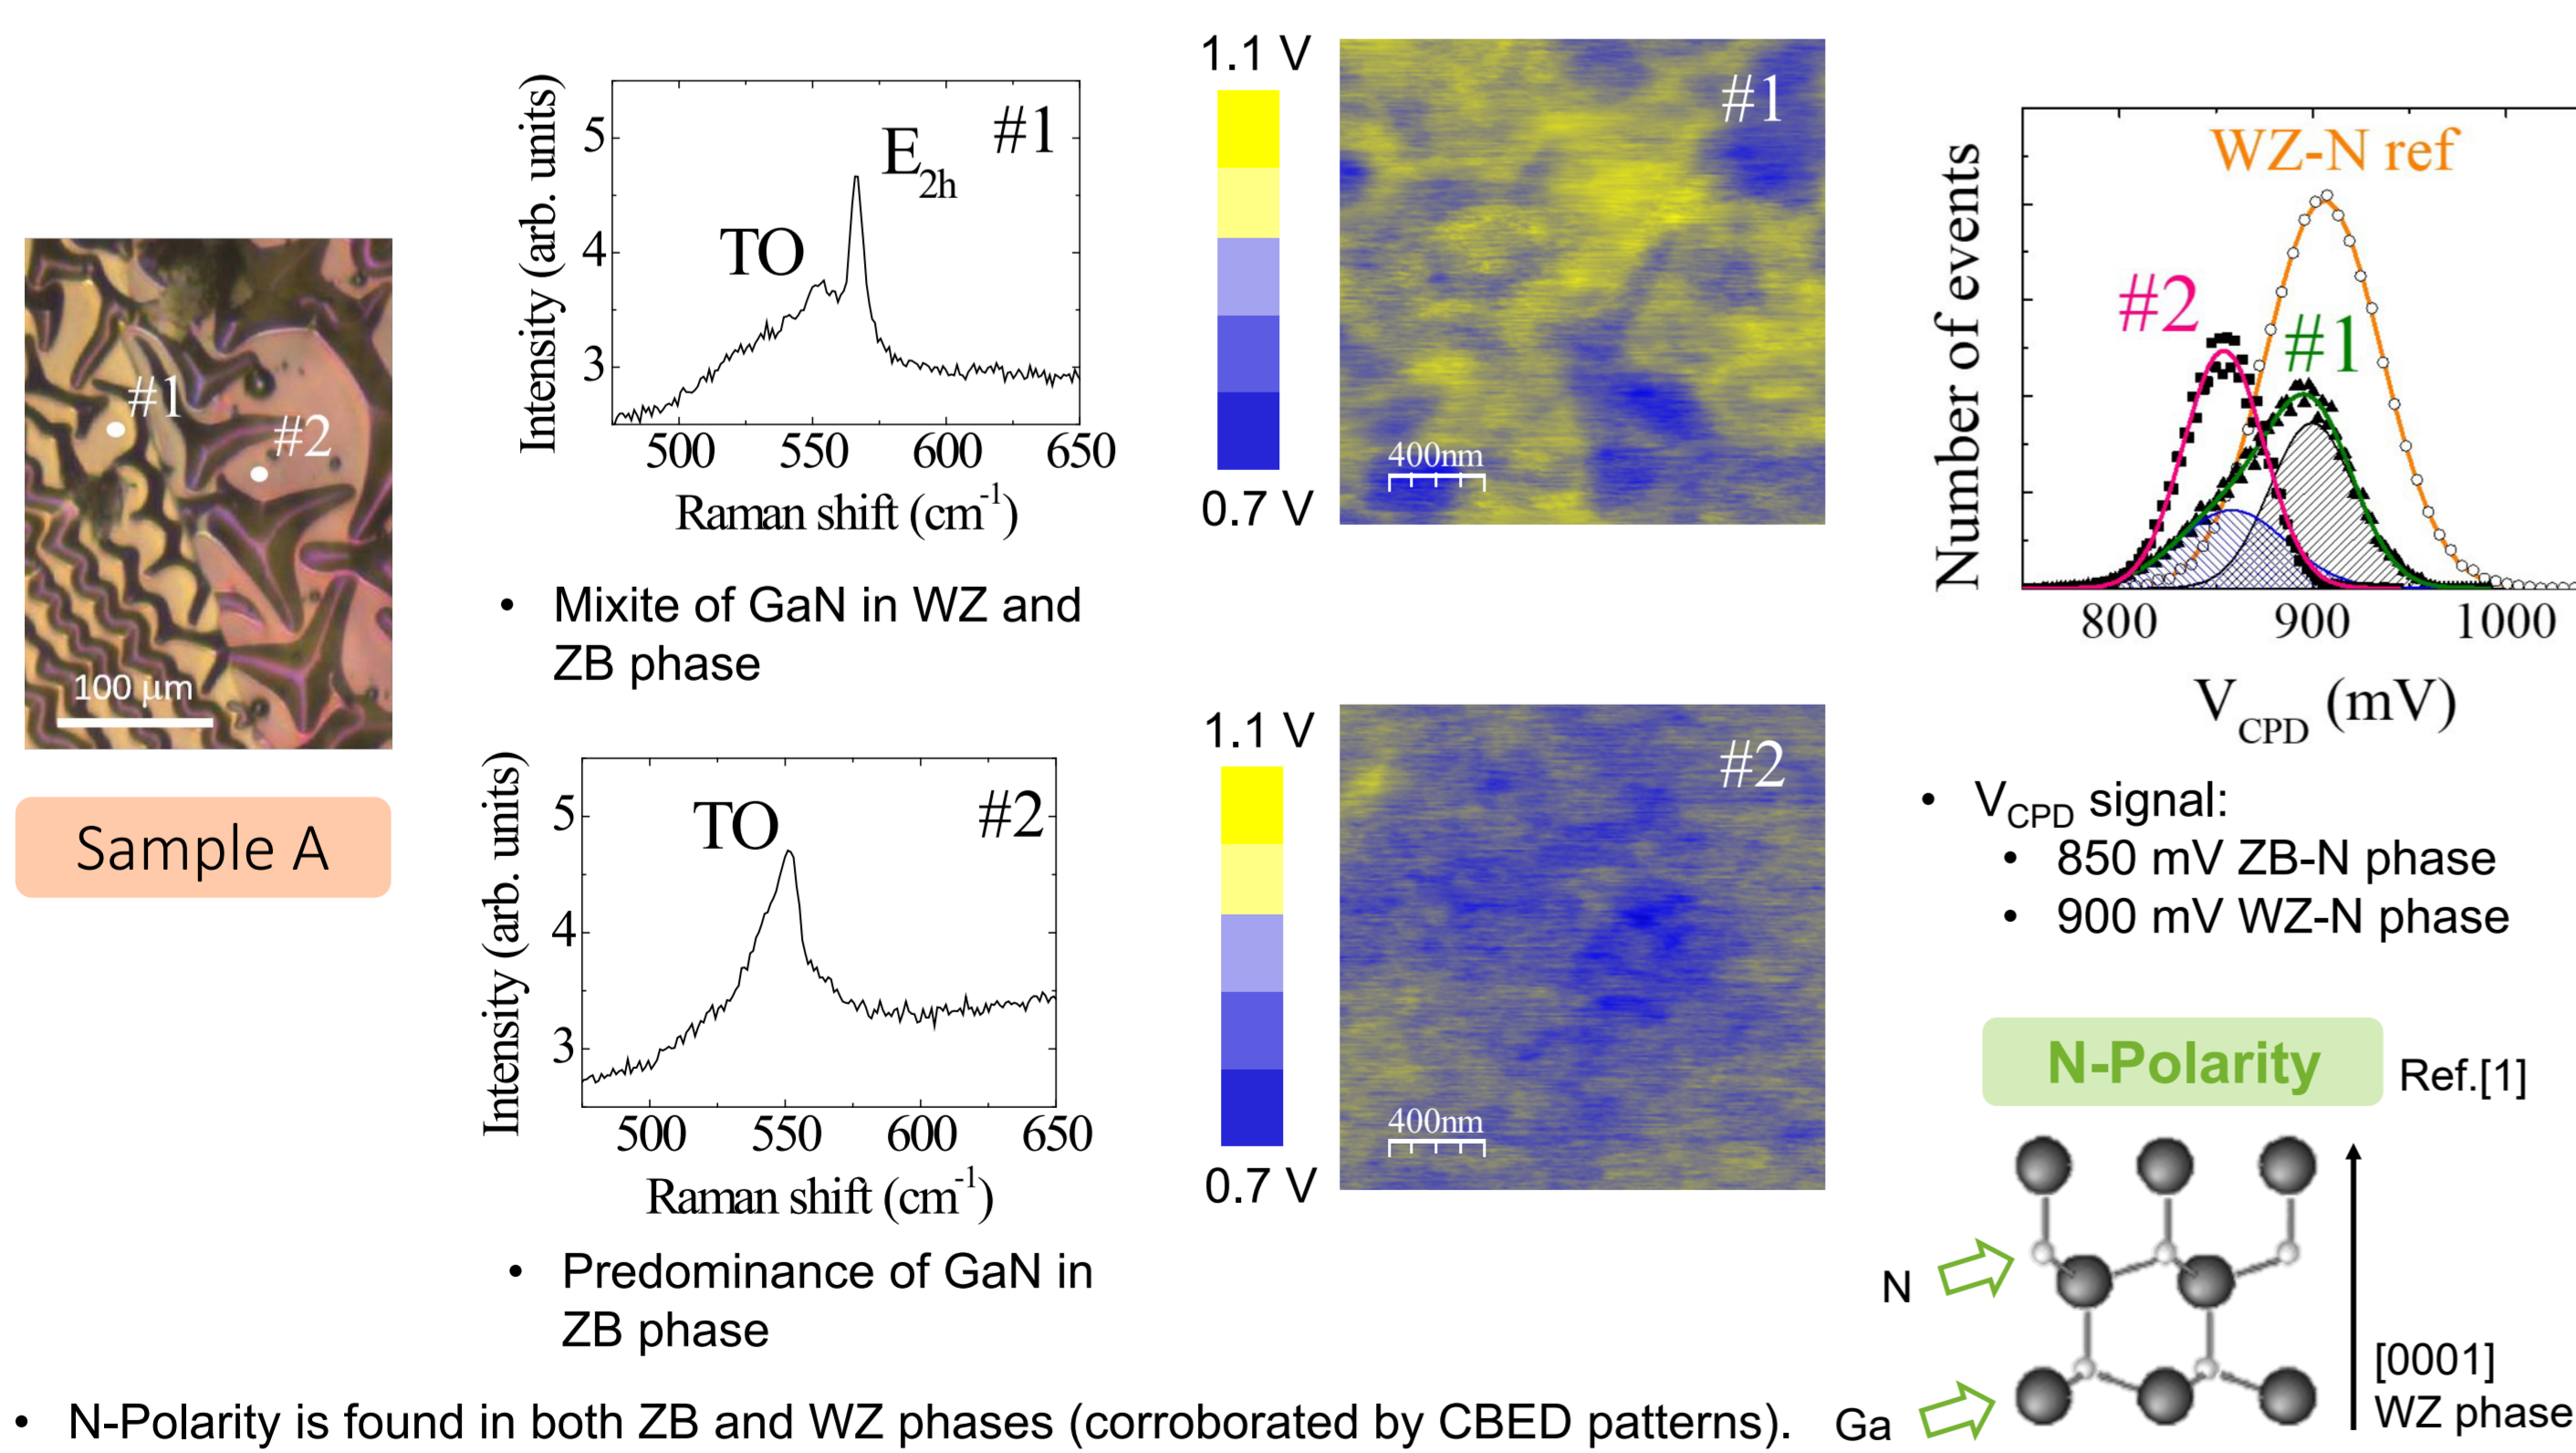 #1
#2
100 μm
Sample A
Intensity (arb. units)
5
4
3
TO
E2h
#1
500 550 600 650
Raman shift (cm-1)
• Mixite of GaN in WZ and
ZB phase
Intensity (arb. units)
5
4
3
TO
#2
500 550 600 650
Raman shift (cm-1)
• Predominance of GaN in
ZB phase
1.1 V
0.7 V
#1
400nm
1.1 V
0.7 V
#2
400nm
Number of events
WZ-N ref
#2
#1
800 900 1000
VCPD (mV)
• VCPD signal:
• 850 mV ZB-N phase
• 900 mV WZ-N phase
N-Polarity
Ref.[1]
N
Ga
[0001]
WZ phase
• N-Polarity is found in both ZB and WZ phases (corroborated by CBED patterns).